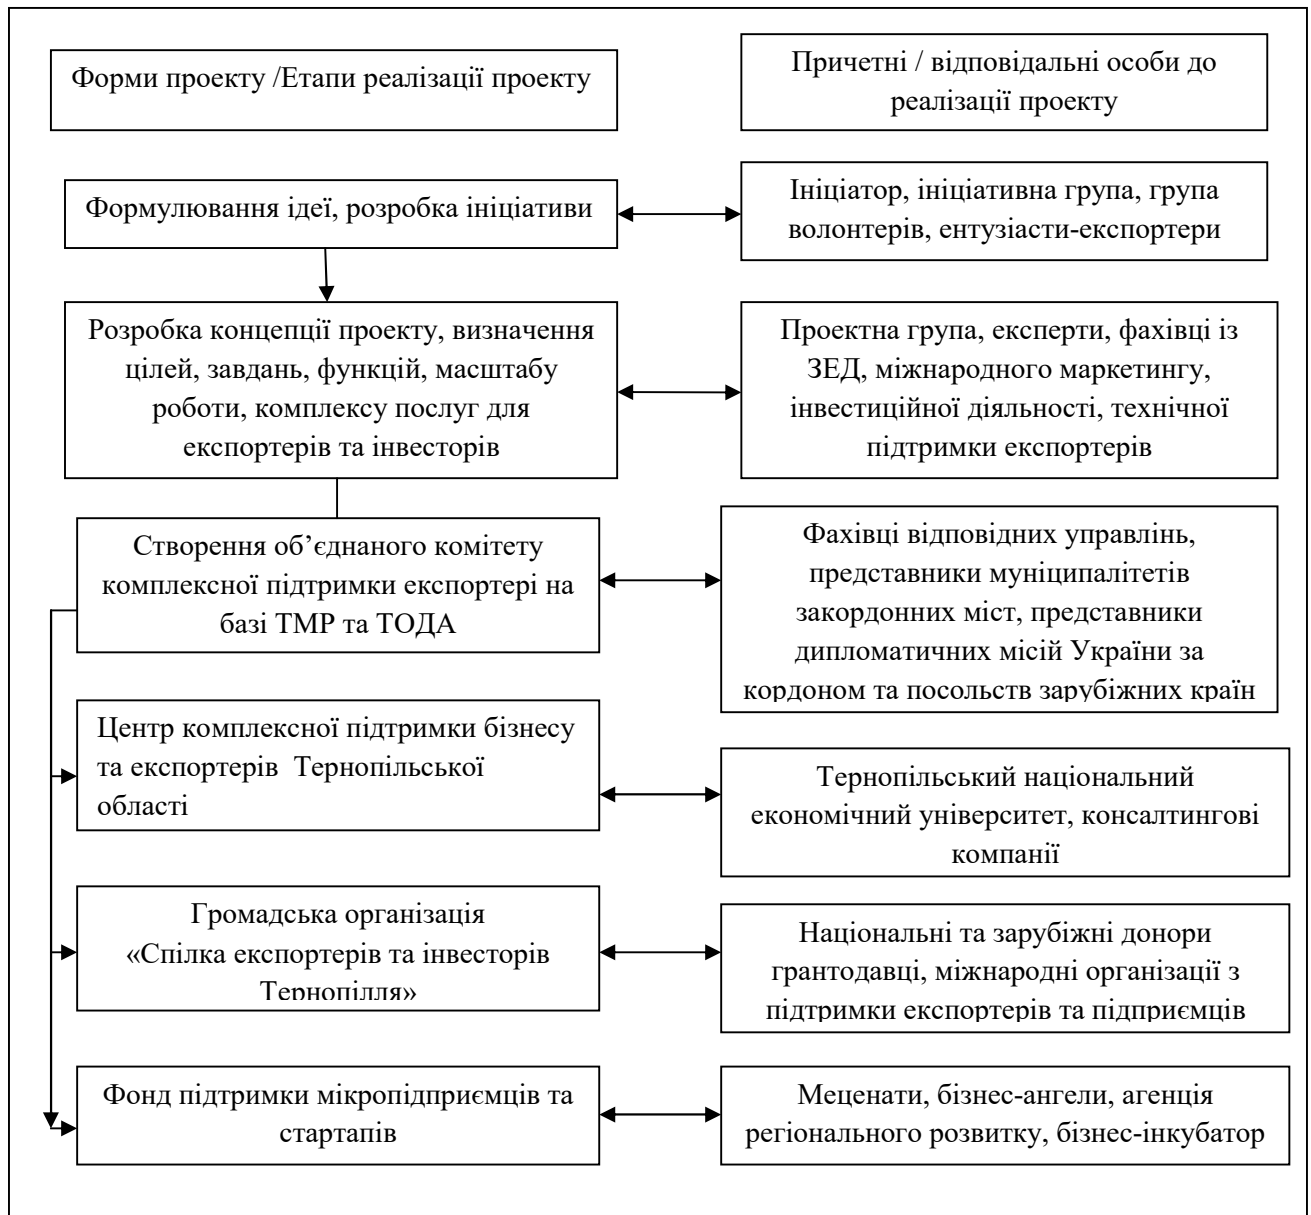 Форми проекту /Етапи реалізації проекту
Причетні / відповідальні особи до
реалізації проекту
Формулювання ідеї, розробка ініціативи
Ініціатор, ініціативна група, група
волонтерів, ентузіасти-експортери
Розробка концепції проекту, визначення
цілей, завдань, функцій, масштабу
роботи, комплексу послуг для
експортерів та інвесторів
Проектна група, експерти, фахівці із
ЗЕД, міжнародного маркетингу,
інвестиційної діяльності, технічної
підтримки експортерів
Створення об’єднаного комітету
комплексної підтримки експортері на
базі ТМР та ТОДА
Фахівці відповідних управлінь,
представники муніципалітетів
закордонних міст, представники
дипломатичних місій України за
кордоном та посольств зарубіжних країн
Центр комплексної підтримки бізнесу
та експортерів Тернопільської
області
Тернопільський національний
економічний університет, консалтингові
компанії
Громадська організація
«Спілка експортерів та інвесторів
Тернопілля»
Національні та зарубіжні донори
грантодавці, міжнародні організації з
підтримки експортерів та підприємців
Фонд підтримки мікропідприємців та
стартапів
Меценати, бізнес-ангели, агенція
регіонального розвитку, бізнес-інкубатор